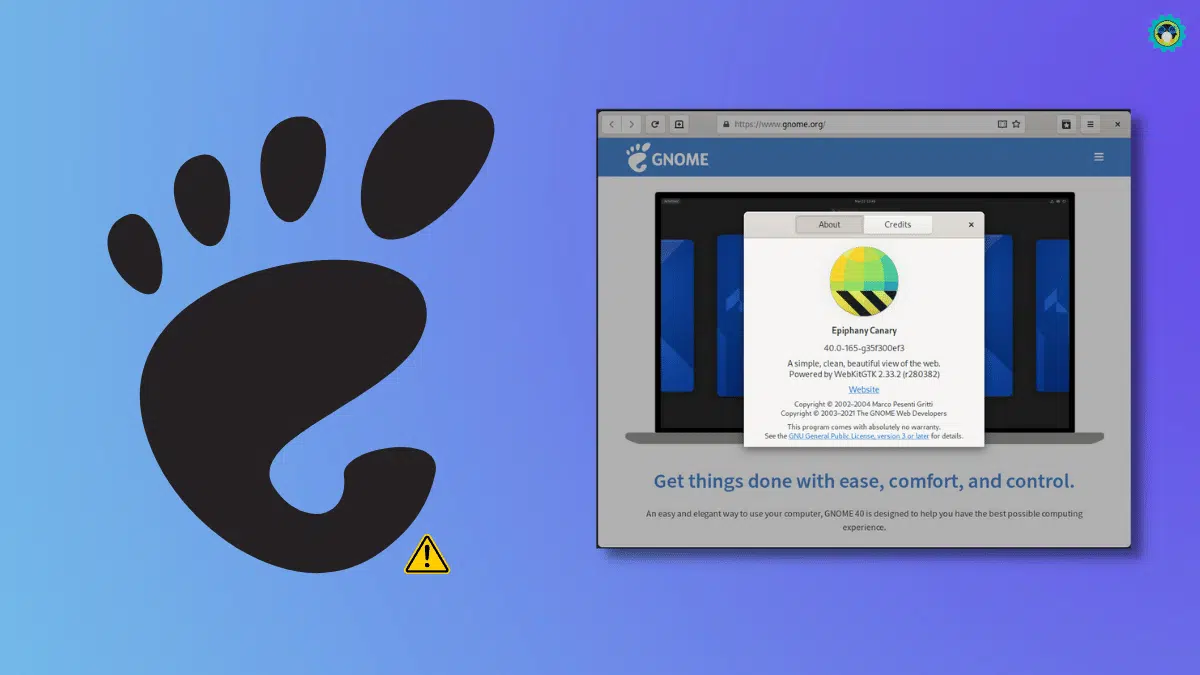 https://www.gnome.org/
GNOME
About
Credits
Epiphany Canary
40.0-165-g35f300ef3
A simple, clean, beautiful view of the web.
Powered by WebKitGTK 2.33.2 (r280382)
Website
Copyright © 2002–2004 Marco Pesenti Gritti
Copyright © 2003–2021 The GNOME Web Developers
This program comes with absolutely no warranty.
See the GNU General Public License, version 3 or later for details.
Get things done with ease, comfort, and control.
An easy and elegant way to use your computer, GNOME 40 is designed to help you have the best possible computing
experience.